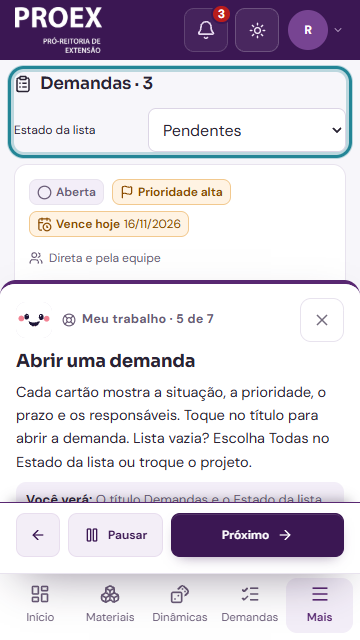 PROEX
PRÓ-REITORIA DE
EXTENSÃO
3
R
Demandas · 3
Estado da lista
Pendentes
Aberta
Prioridade alta
Vence hoje 16/11/2026
Direta e pela equipe
Meu trabalho · 5 de 7
Abrir uma demanda
Cada cartão mostra a situação, a prioridade, o
prazo e os responsáveis. Toque no título para
abrir a demanda. Lista vazia? Escolha Todas no
Estado da lista ou troque o projeto.
Você verá: O título Demandas e o Estado da lista
Pausar
Próximo
Início
Materiais
Dinâmicas
Demandas
Mais